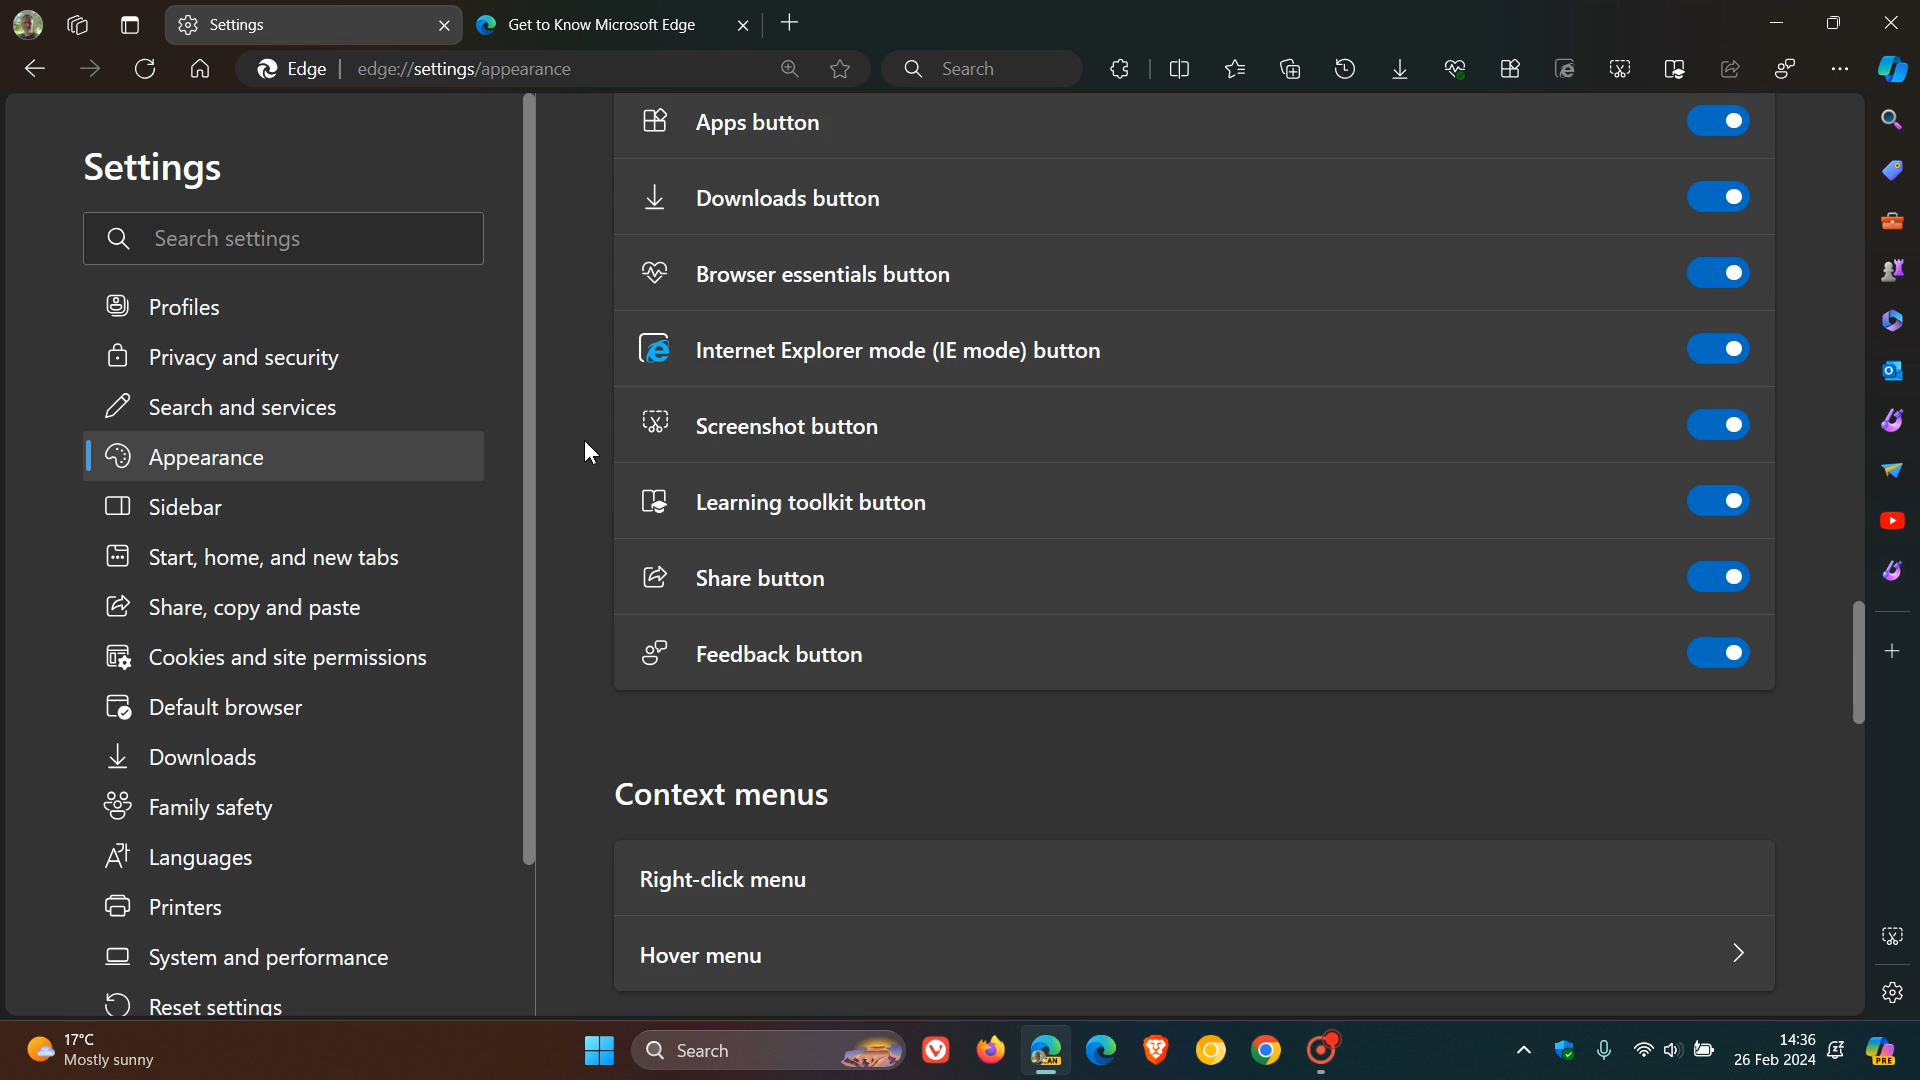 Settings
Get to Know Microsoft Edge
Edge
edge://settings/appearance
Search
Settings
Search settings
Profiles
Privacy and security
Search and services
Appearance
Sidebar
Start, home, and new tabs
Share, copy and paste
Cookies and site permissions
Default browser
Downloads
Family safety
Languages
Printers
System and performance
Reset settings
Apps button
Downloads button
Browser essentials button
Internet Explorer mode (IE mode) button
Screenshot button
Learning toolkit button
Share button
Feedback button
Context menus
Right-click menu
Hover menu
17°C
Mostly sunny
Search
CAN
14:36
26 Feb 2024
PRE